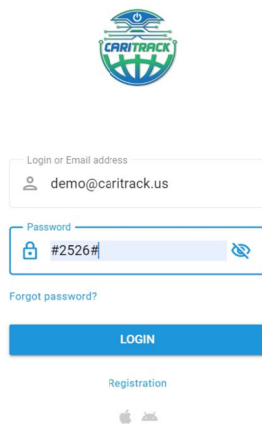 CARITRACK
Login or Email address
demo@caritrack.us
Password
#2526#
Forgot password?
LOGIN
Registration